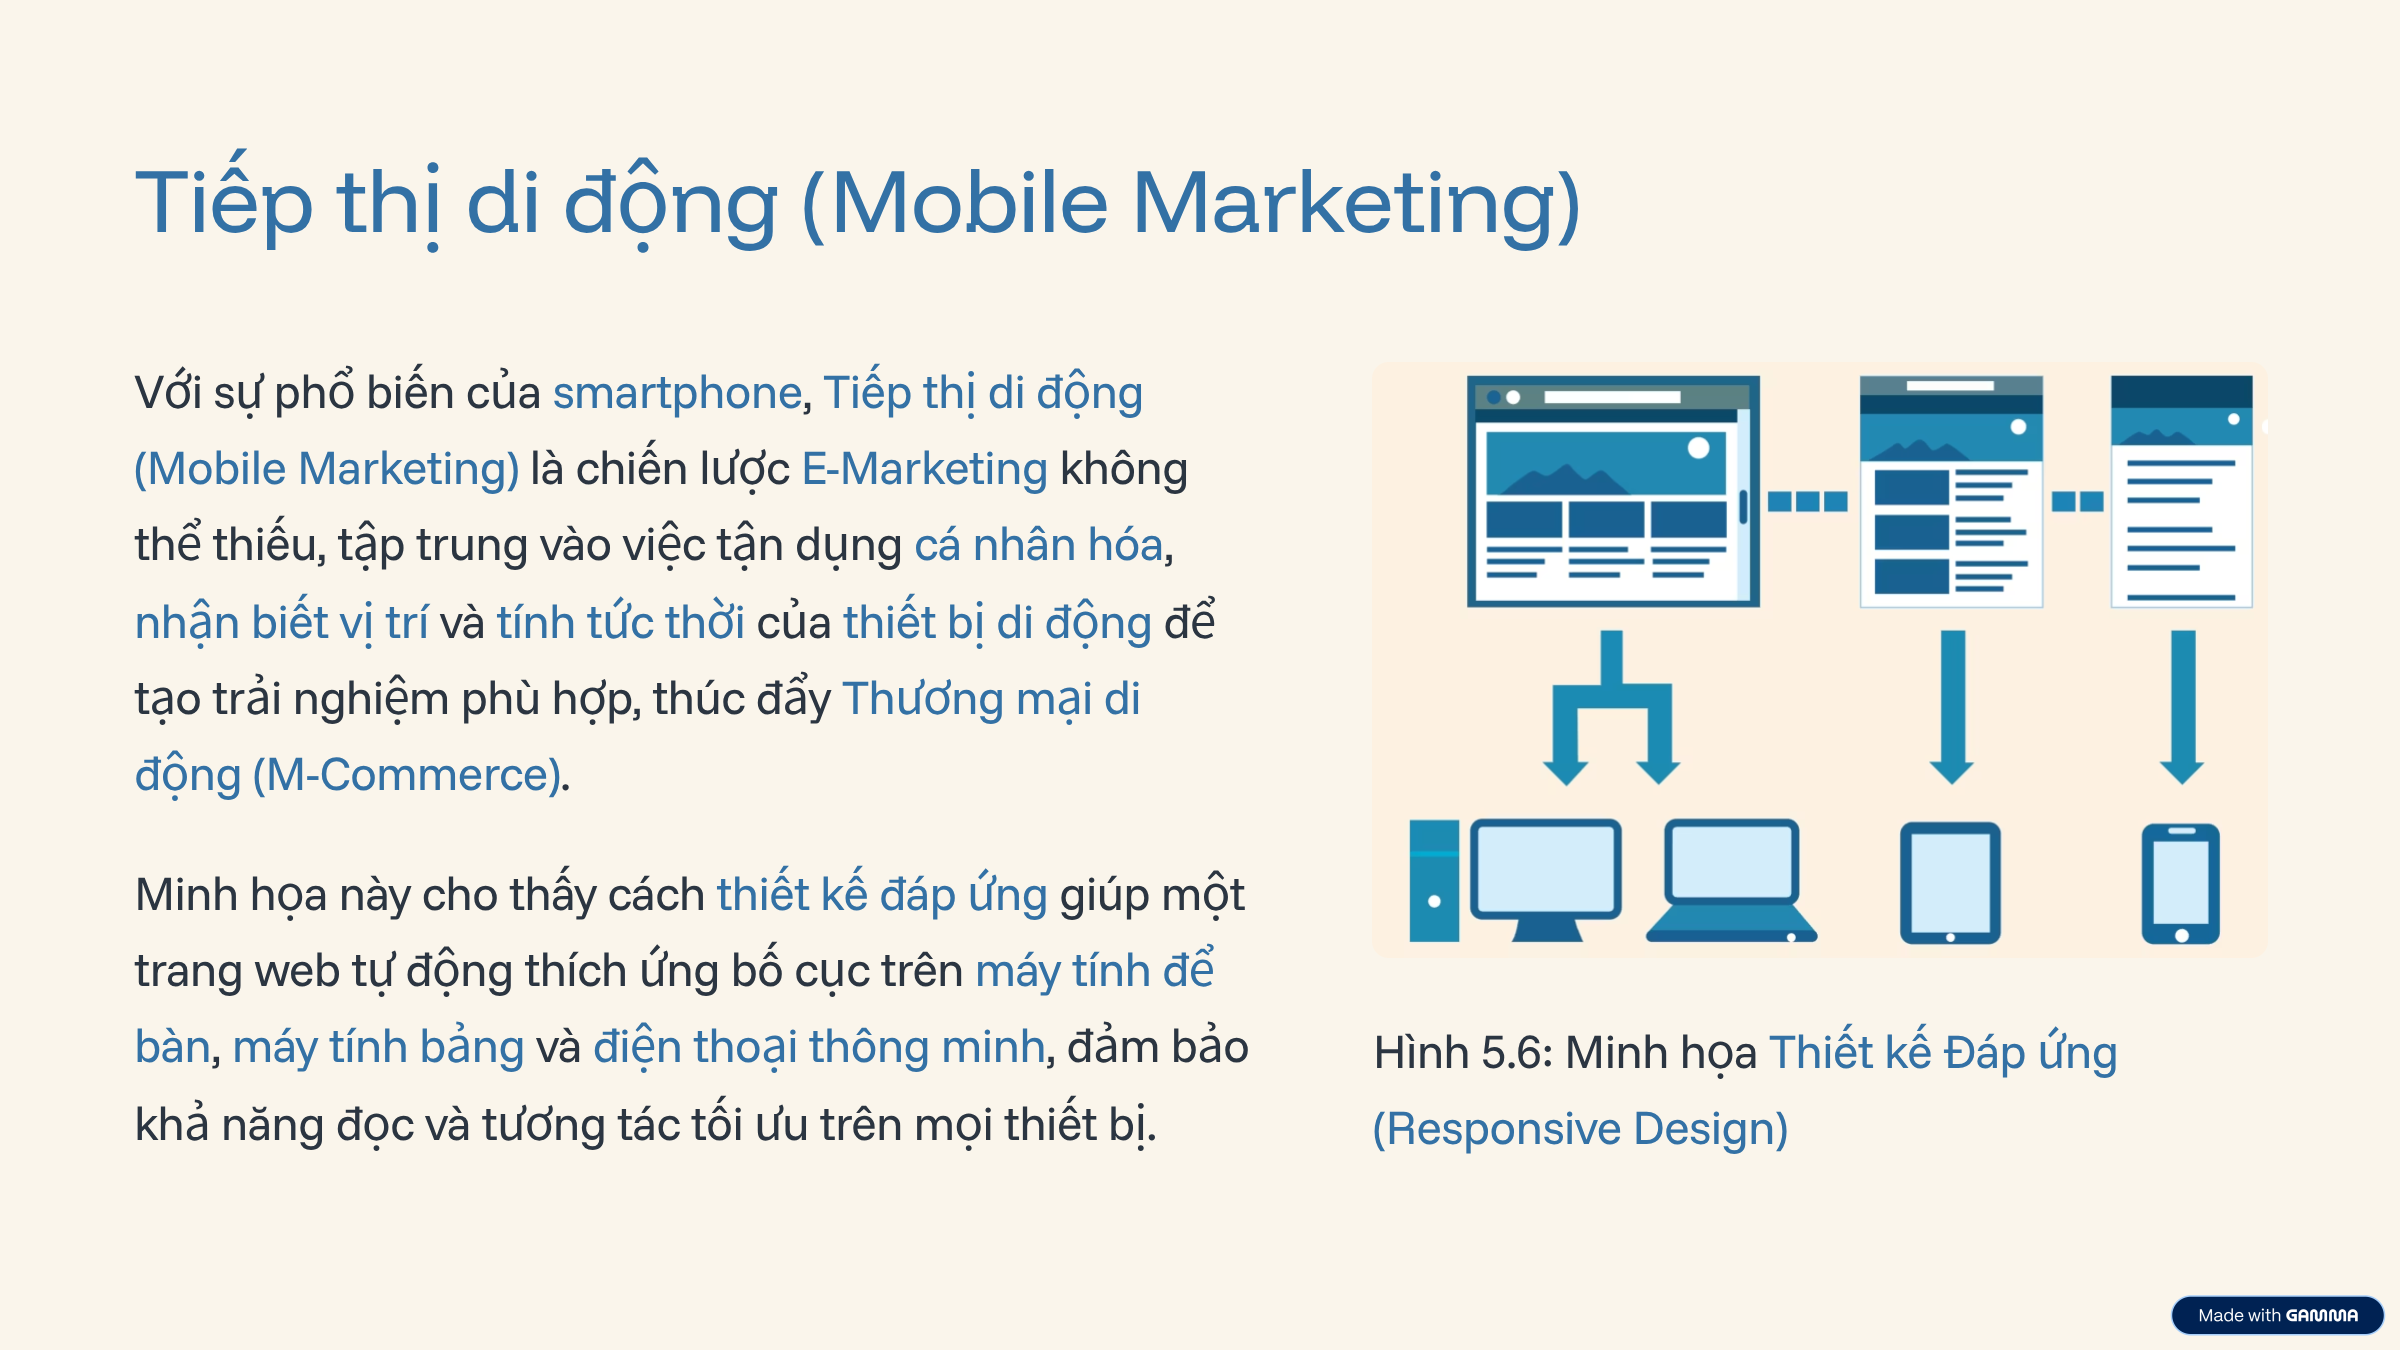 Tiếp thị di động (Mobile Marketing)
Với sự phổ biến của smartphone, Tiếp thị di động
(Mobile Marketing) là chiến lược E-Marketing không
thể thiếu, tập trung vào việc tận dụng cá nhân hóa,
nhận biết vị trí và tính tức thời của thiết bị di động để
tạo trải nghiệm phù hợp, thúc đẩy Thương mại di
động (M-Commerce).
Minh họa này cho thấy cách thiết kế đáp ứng giúp một
trang web tự động thích ứng bố cục trên máy tính để
bàn, máy tính bảng và điện thoại thông minh, đảm bảo
khả năng đọc và tương tác tối ưu trên mọi thiết bị.
Hình 5.6: Minh họa Thiết kế Đáp ứng
(Responsive Design)
Made with GAMMA